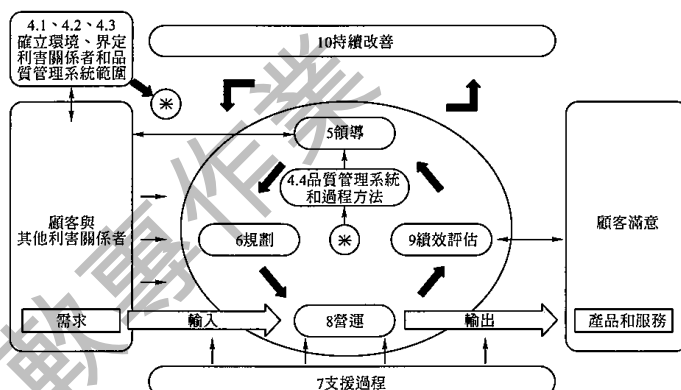 4.1、4.2、4.3
確立環境、界定
利害關係者和品
質管理系統範圍
10持續改善
＊
5領導
4.4品質管理系統
和過程方法
顧客與
其他利害關係者
6規劃
＊
9績效評估
顧客滿意
需求
輸入
8營運
輸出
產品和服務
7支援過程
軟專作業